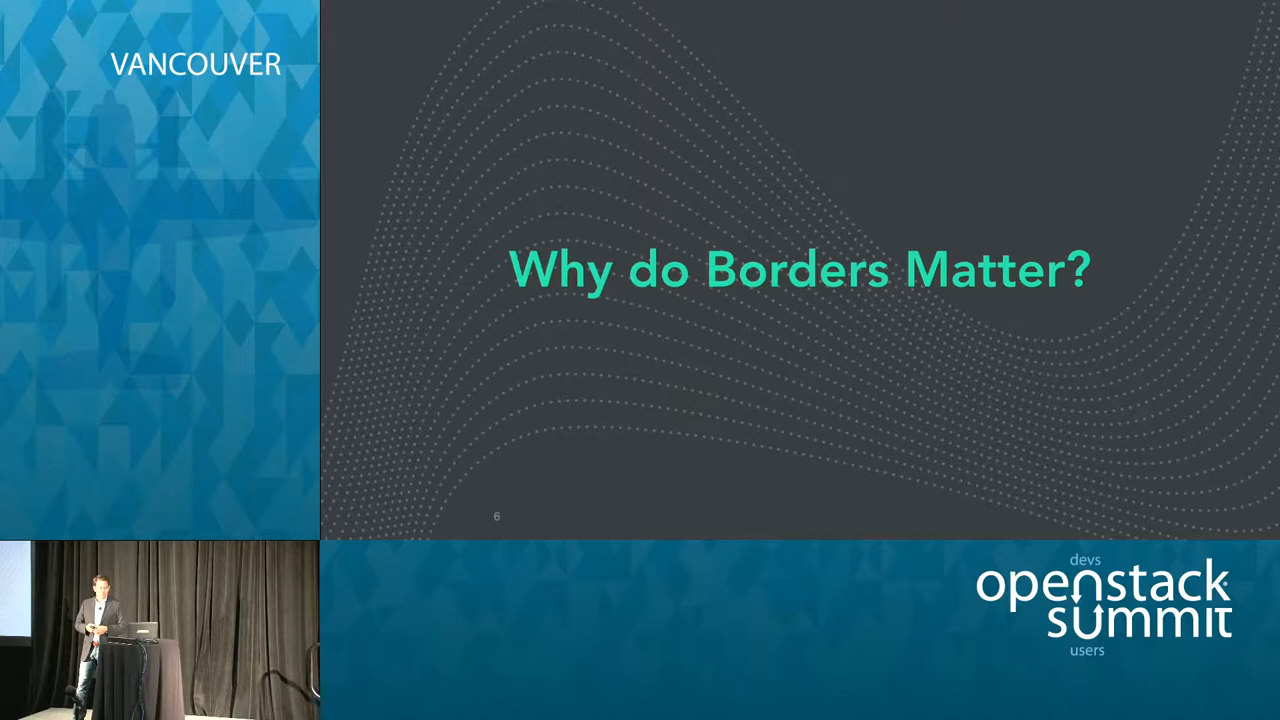 VANCOUVER
Why do Borders Matter?
6
devs
openstack
summit
users